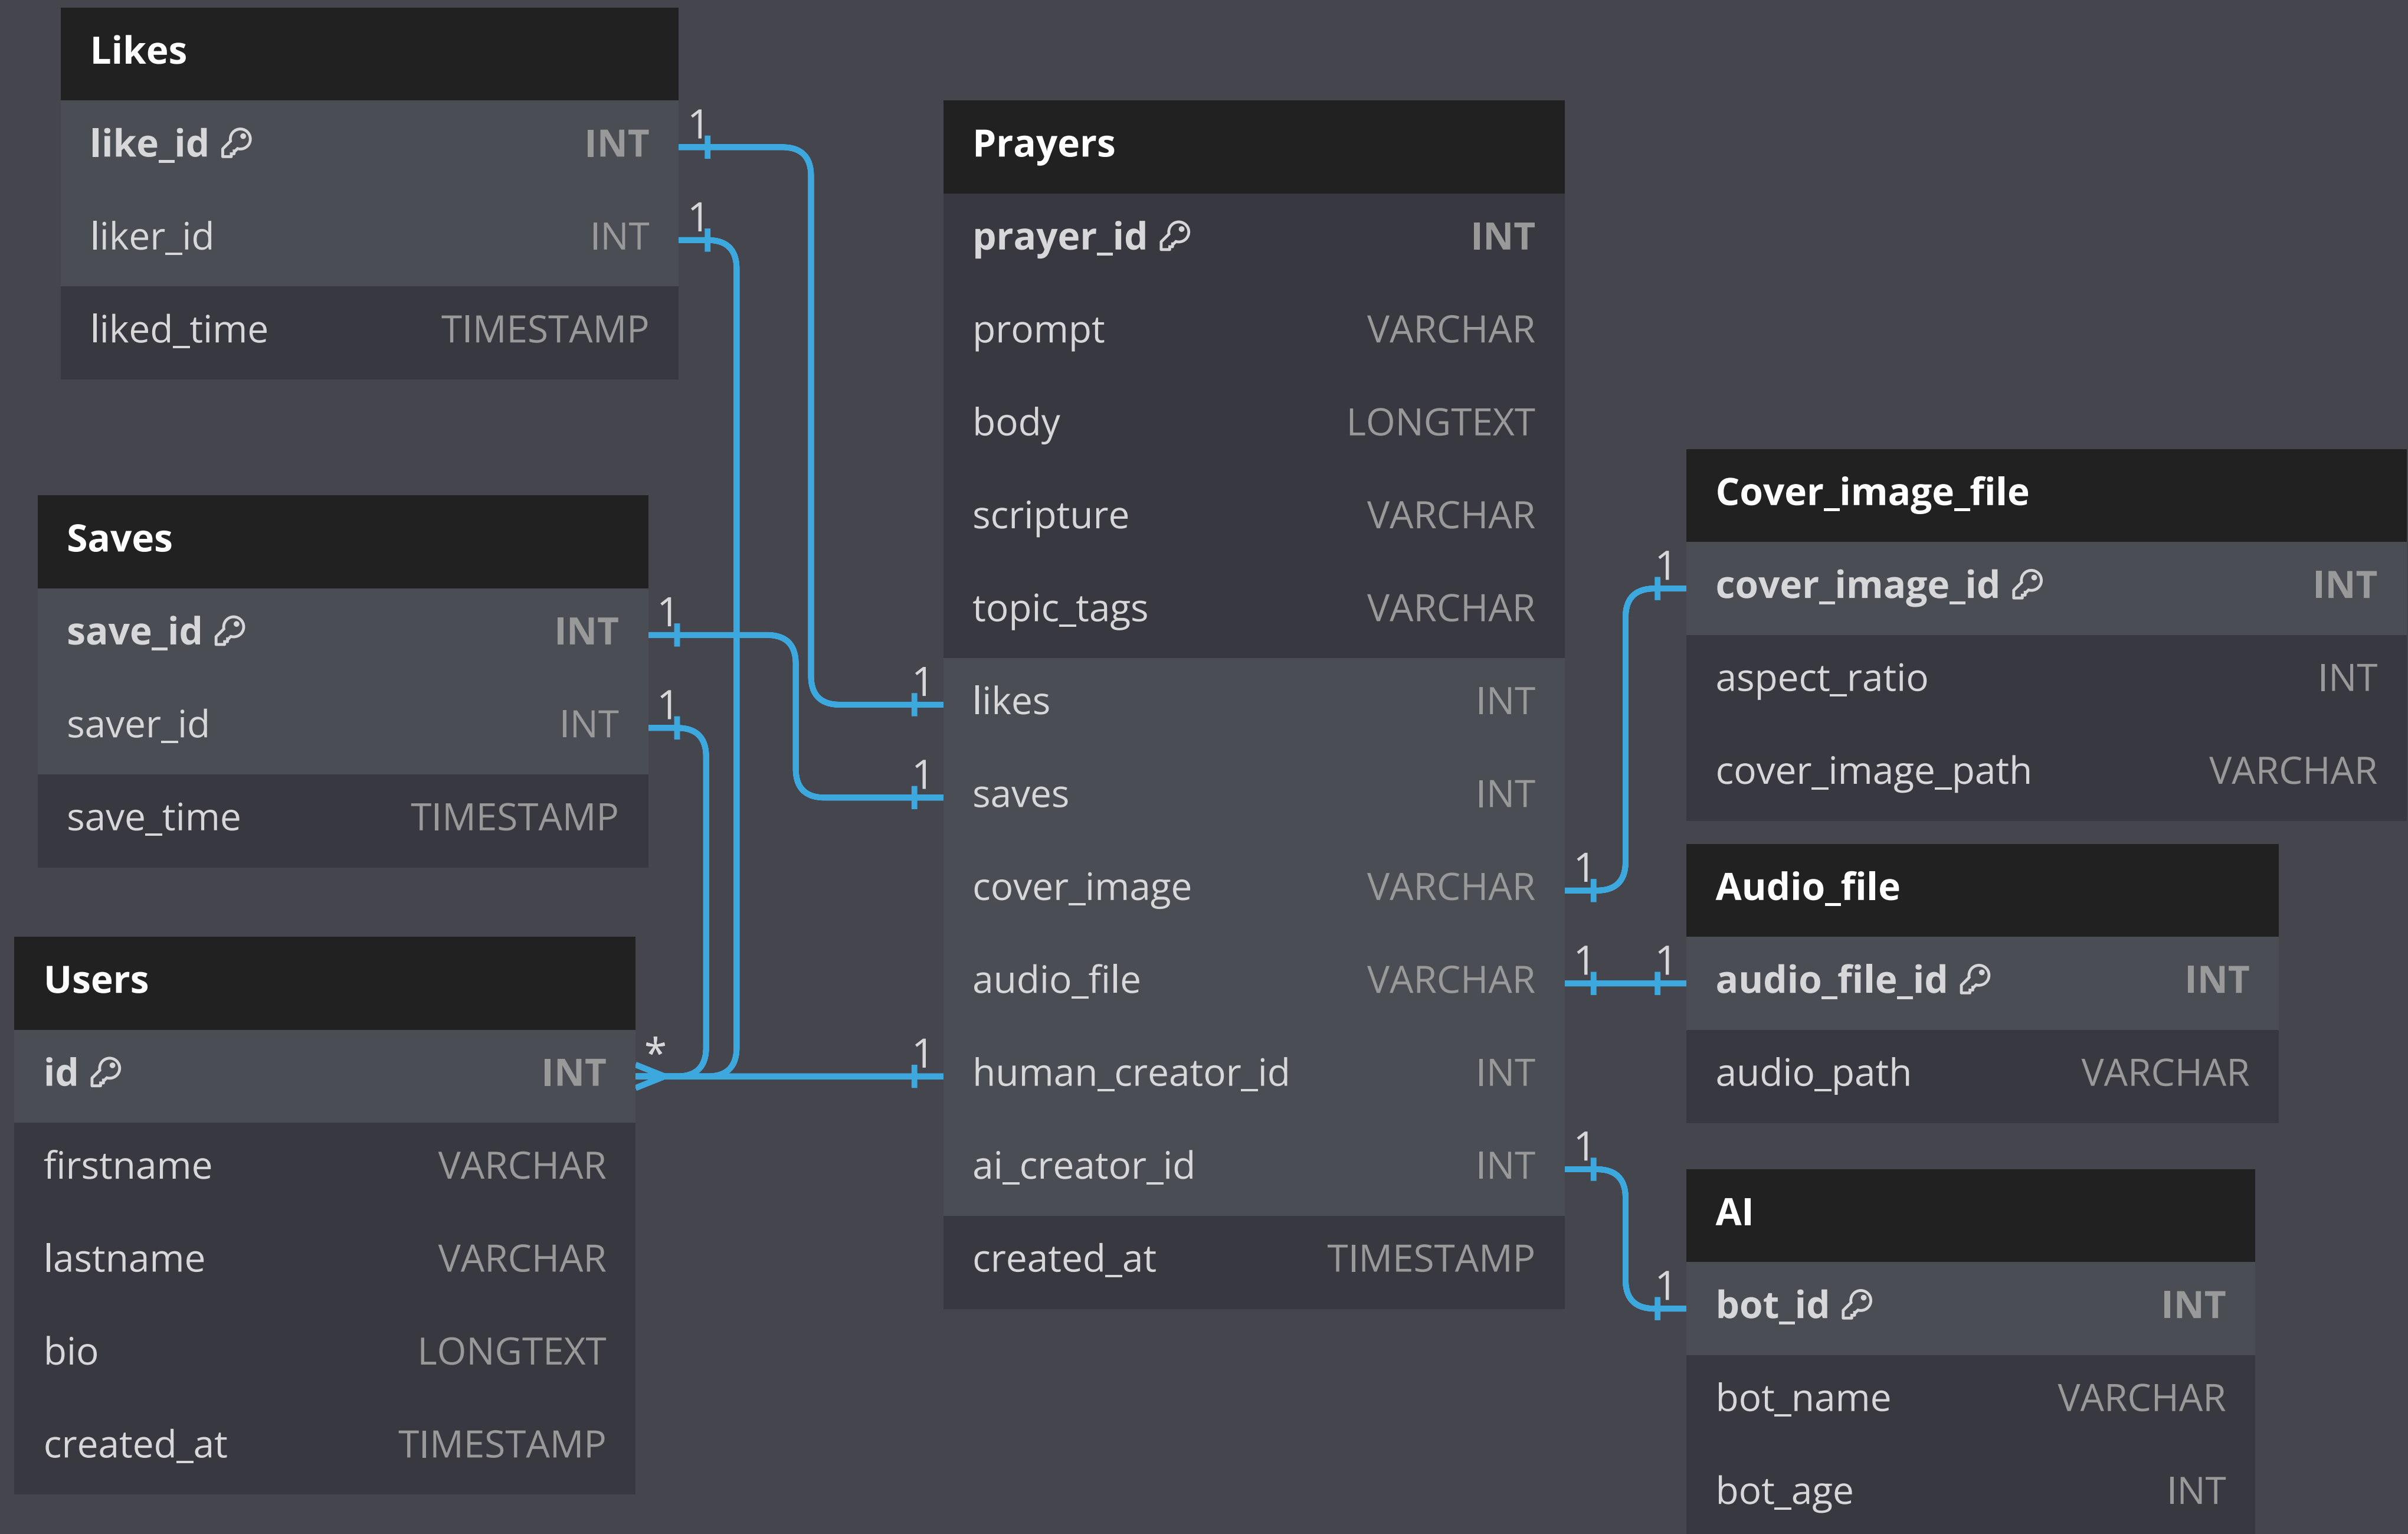 Likes
like_id INT
liker_id INT
liked_time TIMESTAMP
1
1
Saves
save_id INT
saver_id INT
save_time TIMESTAMP
1
1
Users
id INT
firstname VARCHAR
lastname VARCHAR
bio LONGTEXT
created_at TIMESTAMP
*
Prayers
prayer_id INT
prompt VARCHAR
body LONGTEXT
scripture VARCHAR
topic_tags VARCHAR
1 likes INT
1 saves INT
cover_image VARCHAR 1
audio_file VARCHAR 1
1 human_creator_id INT
ai_creator_id INT 1
created_at TIMESTAMP
Cover_image_file
1 cover_image_id INT
aspect_ratio INT
cover_image_path VARCHAR
Audio_file
1 audio_file_id INT
audio_path VARCHAR
AI
1 bot_id INT
bot_name VARCHAR
bot_age INT